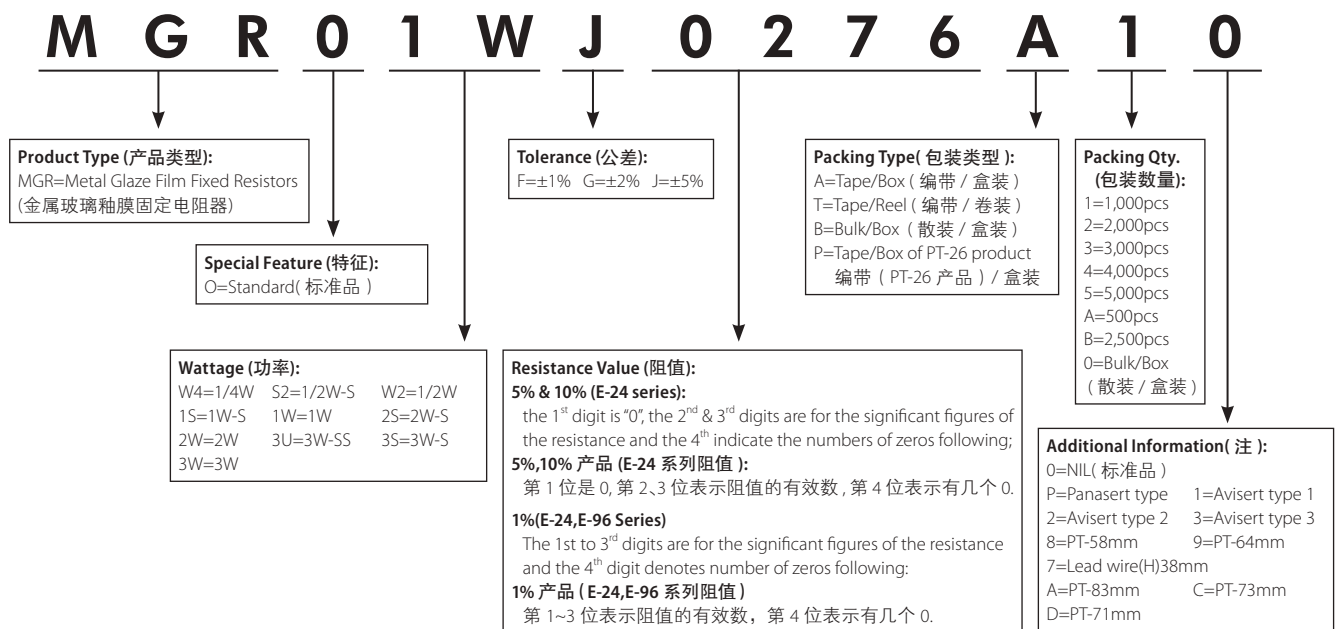 M G R 0 1 W J 0 2 7 6 A 1 0
Product Type (产品类型):
MGR=Metal Glaze Film Fixed Resistors
(金属玻璃釉膜固定电阻器)
Special Feature (特征):
O=Standard( 标准品 )
Wattage (功率):
W4=1/4W S2=1/2W-S W2=1/2W
1S=1W-S 1W=1W 2S=2W-S
2W=2W 3U=3W-SS 3S=3W-S
3W=3W
Tolerance (公差):
F=±1% G=±2% J=±5%
Resistance Value (阻值):
5% & 10% (E-24 series):
the 1st digit is “0”, the 2nd & 3rd digits are for the significant figures of
the resistance and the 4th indicate the numbers of zeros following;
5%,10% 产品 (E-24 系列阻值 ):
第 1 位是 0, 第 2、3 位表示阻值的有效数 , 第 4 位表示有几个 0.
1%(E-24,E-96 Series)
The 1st to 3rd digits are for the significant figures of the resistance
and the 4th digit denotes number of zeros following:
1% 产品 ( E-24,E-96 系列阻值 )
第 1~3 位表示阻值的有效数，第 4 位表示有几个 0.
Packing Type( 包装类型 ):
A=Tape/Box ( 编带 / 盒装 )
T=Tape/Reel ( 编带 / 卷装 )
B=Bulk/Box ( 散装 / 盒装 )
P=Tape/Box of PT-26 product
编带 ( PT-26 产品 ) / 盒装
Packing Qty.
(包装数量):
1=1,000pcs
2=2,000pcs
3=3,000pcs
4=4,000pcs
5=5,000pcs
A=500pcs
B=2,500pcs
0=Bulk/Box
( 散装 / 盒装 )
Additional Information( 注 ):
0=NIL( 标准品 )
P=Panasert type 1=Avisert type 1
2=Avisert type 2 3=Avisert type 3
8=PT-58mm 9=PT-64mm
7=Lead wire(H)38mm
A=PT-83mm C=PT-73mm
D=PT-71mm